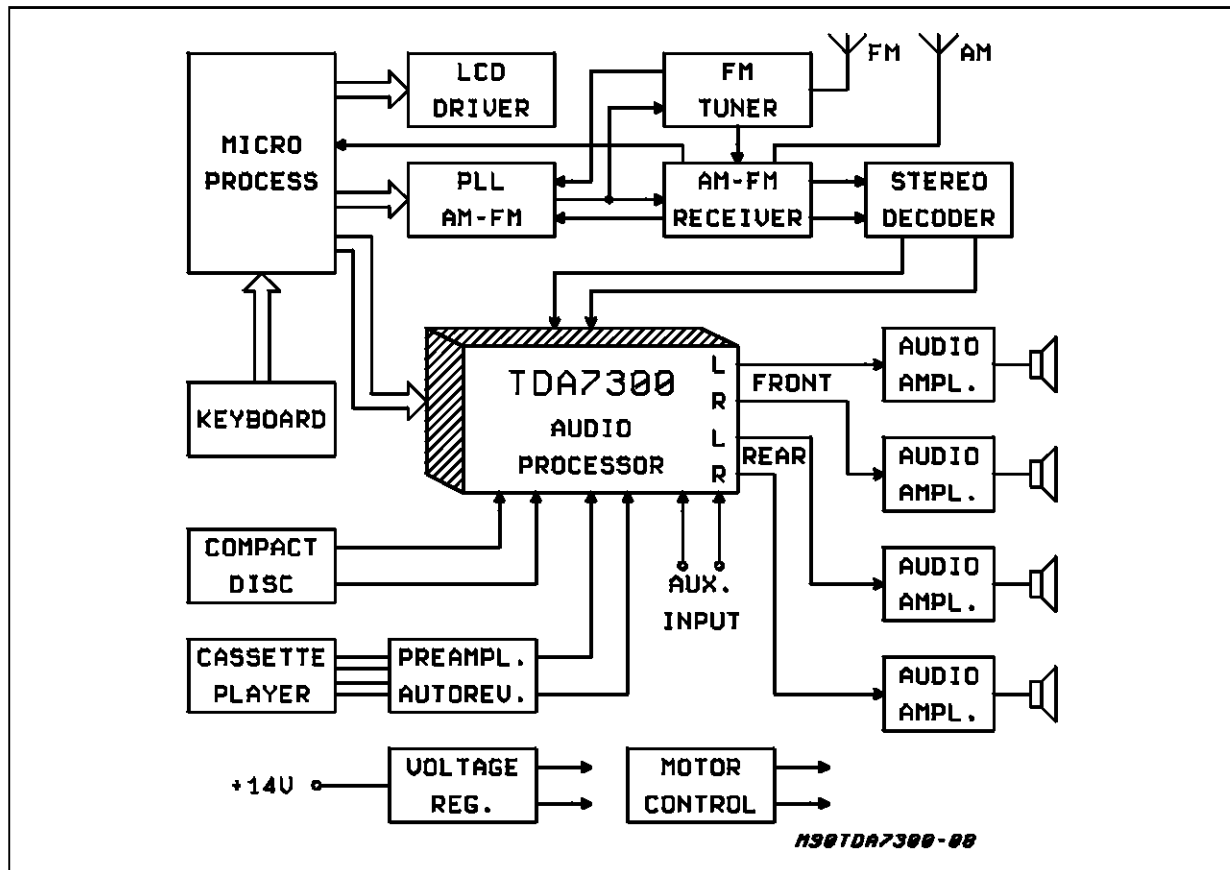 MICRO
PROCESS
LCD
DRIVER
FM
TUNER
FM
AM
PLL
AM-FM
AM-FM
RECEIVER
STEREO
DECODER
KEYBOARD
TDA7300
AUDIO
PROCESSOR
L
R
L
R
FRONT
REAR
AUDIO
AMPL.
AUDIO
AMPL.
AUDIO
AMPL.
AUDIO
AMPL.
COMPACT
DISC
AUX.
INPUT
CASSETTE
PLAYER
PREAMPL.
AUTOREV.
+14V
VOLTAGE
REG.
MOTOR
CONTROL
M90TDA7300-08